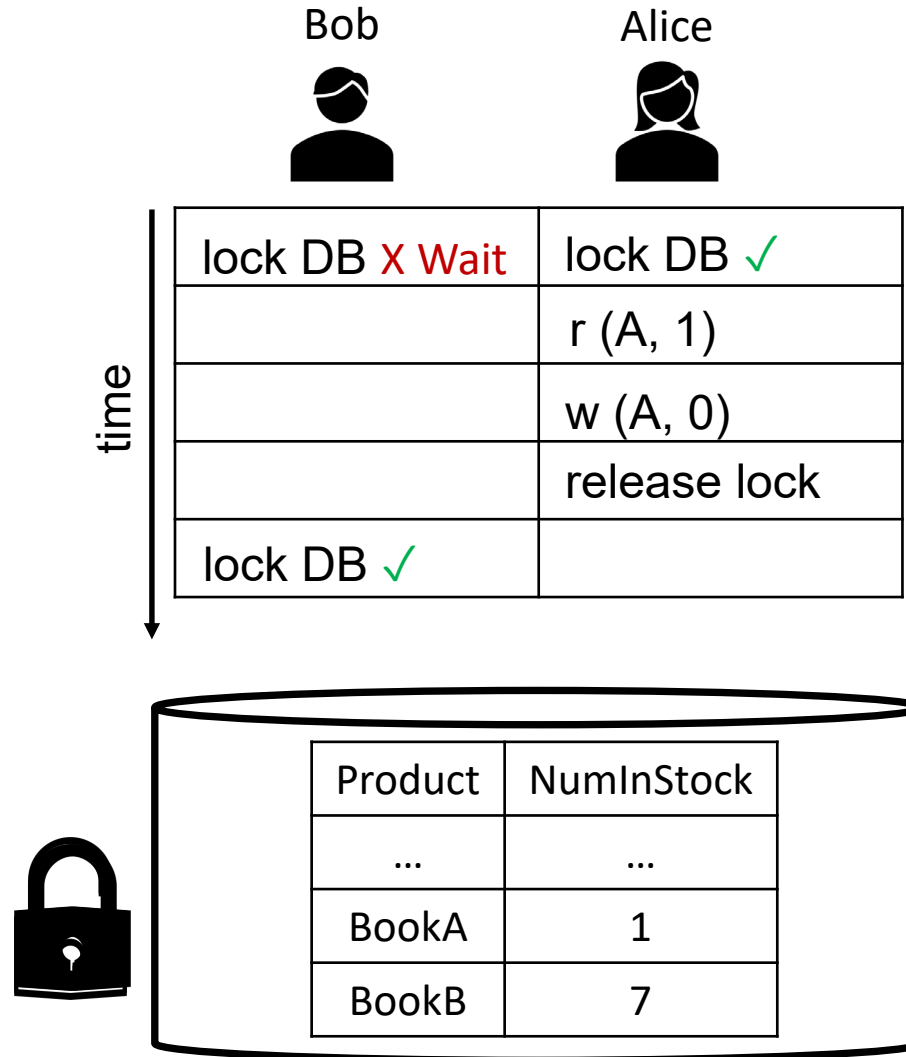 Bob Alice
time
lock DB X Wait lock DB ✓
r (A, 1)
w (A, 0)
release lock
lock DB ✓
Product NumInStock
... ...
BookA 1
BookB 7